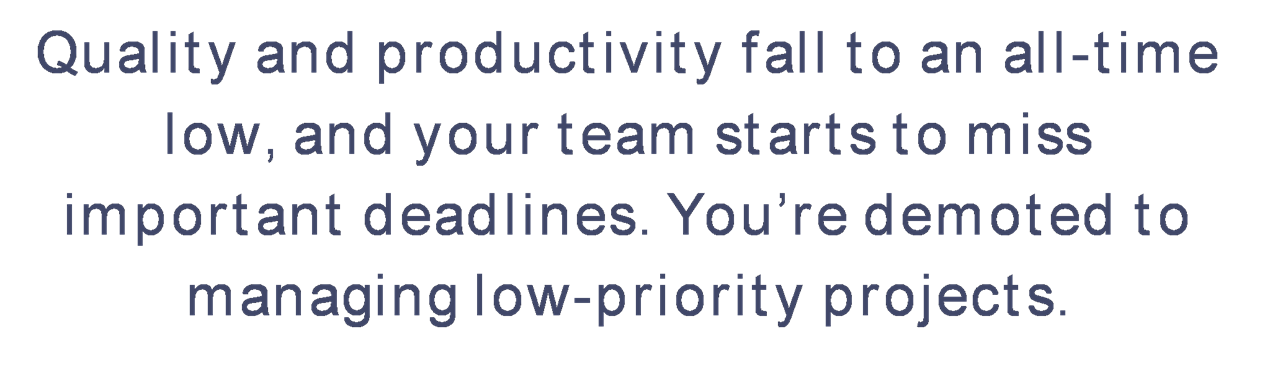 Quality and productivity fall to an all-time
low, and your team starts to miss
important deadlines. You’re demoted to
managing low-priority projects.